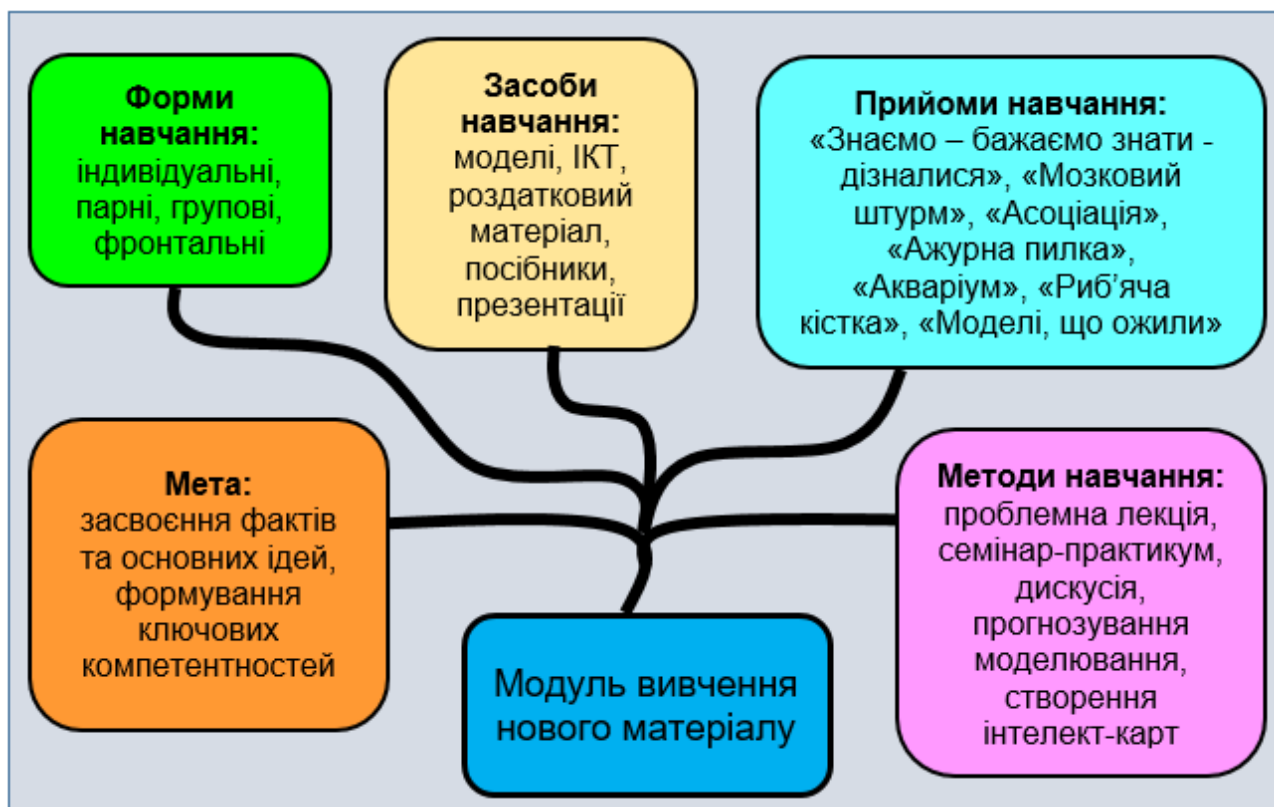 Форми
навчання:
індивідуальні,
парні, групові,
фронтальні
Засоби
навчання:
моделі, ІКТ,
роздатковий
матеріал,
посібники,
презентації
Прийоми навчання:
«Знаємо – бажаємо знати -
дізналися», «Мозковий
штурм», «Асоціація»,
«Ажурна пилка»,
«Акваріум», «Риб’яча
кістка», «Моделі, що ожили»
Мета:
засвоєння фактів
та основних ідей,
формування
ключових
компетентностей
Модуль вивчення
нового матеріалу
Методи навчання:
проблемна лекція,
семінар-практикум,
дискусія,
прогнозування
моделювання,
створення
інтелект-карт